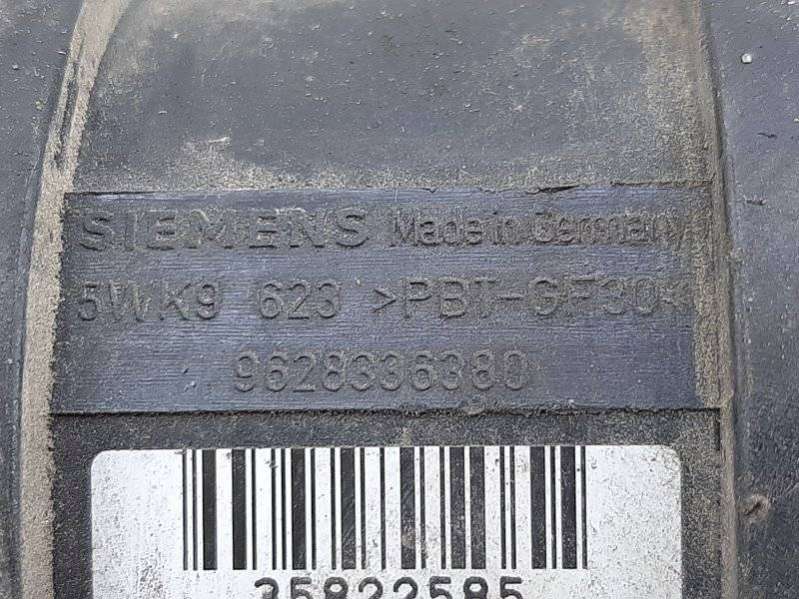 SIEMENS Made in Germany
5WK9 623 >PBT-GF30<
9628336380
35822585